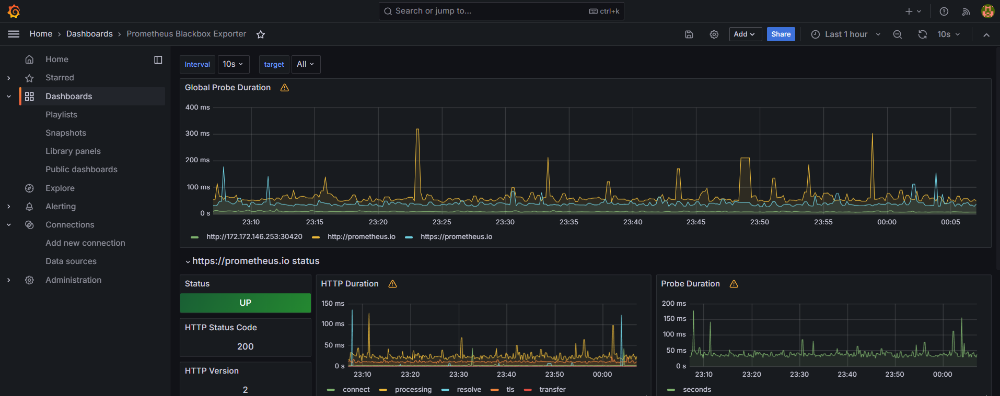 Search or jump to...
ctrl+k
Home
Dashboards
Prometheus Blackbox Exporter
Add
Share
Last 1 hour
10s
Home
Starred
Dashboards
Playlists
Snapshots
Library panels
Public dashboards
Explore
Alerting
Connections
Add new connection
Data sources
Administration
Interval
10s
target
All
Global Probe Duration
400 ms
300 ms
200 ms
100 ms
0 s
23:10 23:15 23:20 23:25 23:30 23:35 23:40 23:45 23:50 23:55 00:00 00:05
http://172.172.146.253:30420 http://prometheus.io https://prometheus.io
https://prometheus.io status
Status
UP
HTTP Status Code
200
HTTP Version
2
HTTP Duration
150 ms
100 ms
50 ms
0 s
23:10 23:20 23:30 23:40 23:50 00:00
connect processing resolve tls transfer
Probe Duration
200 ms
150 ms
100 ms
50 ms
0 s
23:10 23:20 23:30 23:40 23:50 00:00
seconds